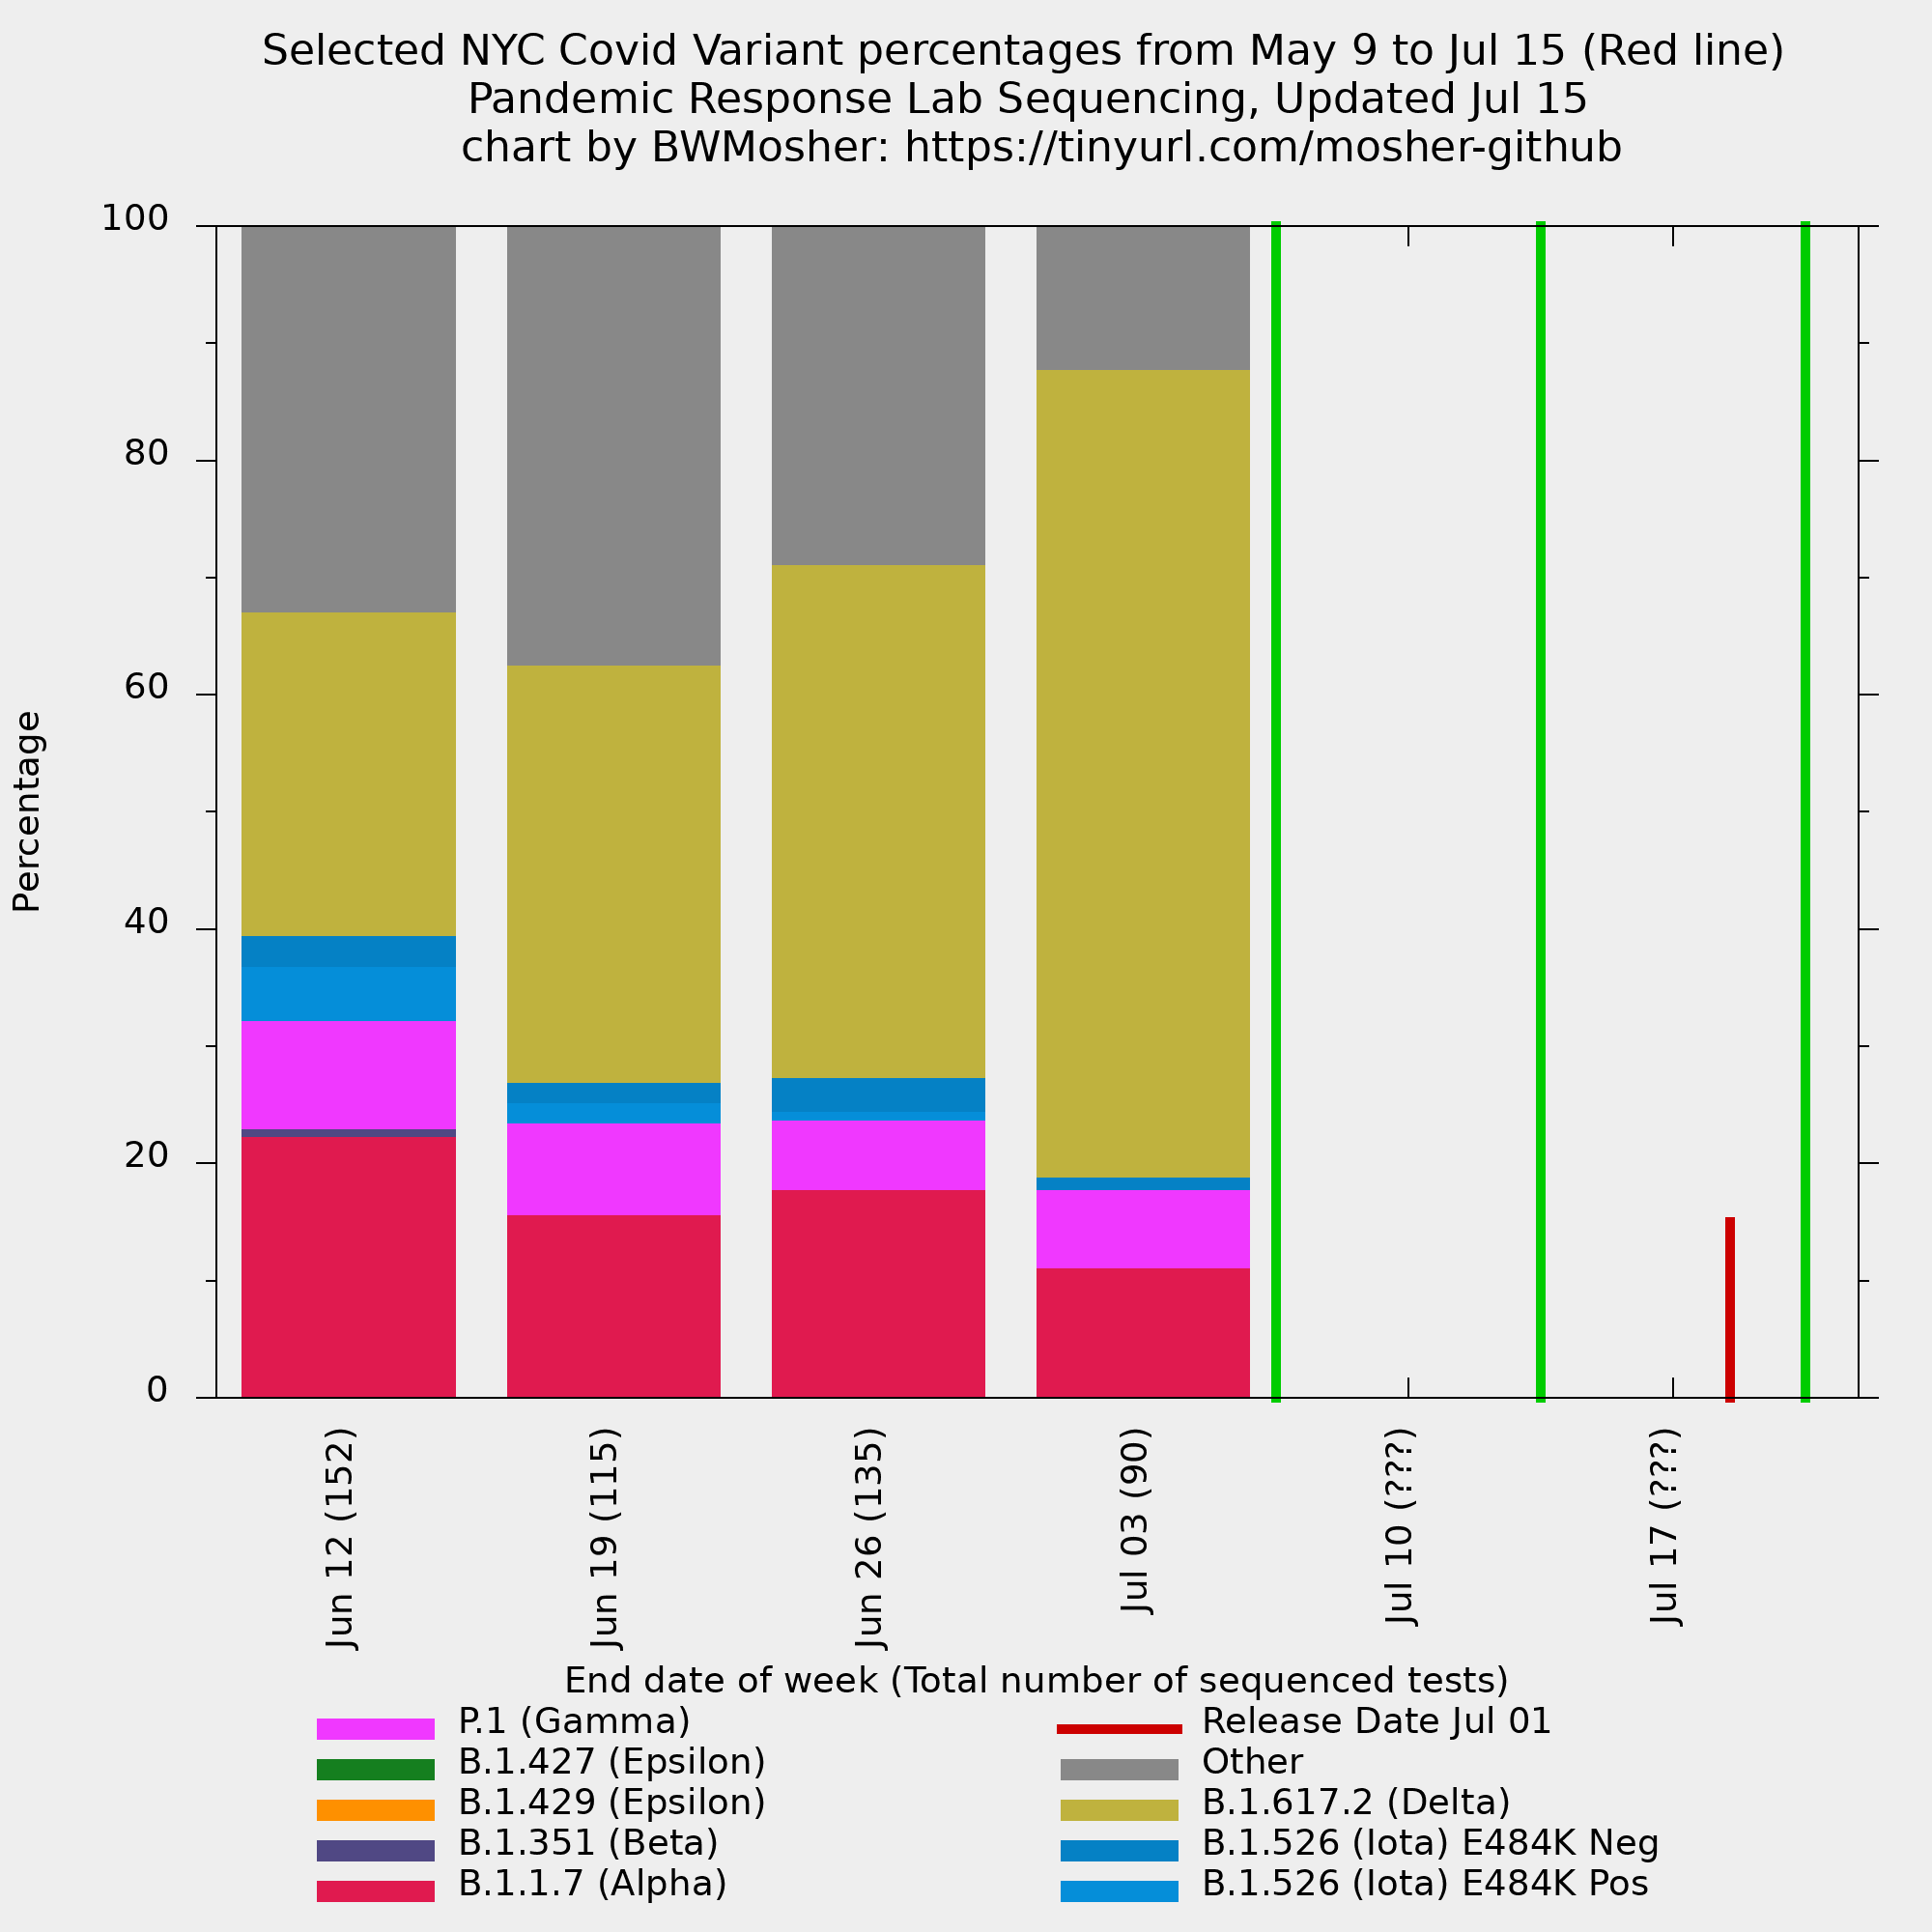 Selected NYC Covid Variant percentages from May 9 to Jul 15 (Red line)
Pandemic Response Lab Sequencing, Updated Jul 15
chart by BWMosher: https://tinyurl.com/mosher-github
100
80
60
40
20
0
Percentage
Jun 12 (152)
Jun 19 (115)
Jun 26 (135)
Jul 03 (90)
Jul 10 (???)
Jul 17 (???)
End date of week (Total number of sequenced tests)
P.1 (Gamma)
B.1.427 (Epsilon)
B.1.429 (Epsilon)
B.1.351 (Beta)
B.1.1.7 (Alpha)
Release Date Jul 01
Other
B.1.617.2 (Delta)
B.1.526 (Iota) E484K Neg
B.1.526 (Iota) E484K Pos